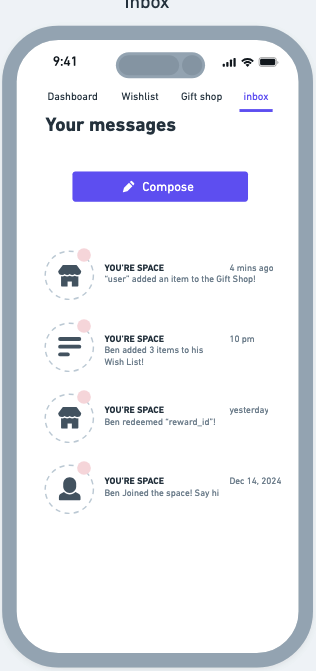 Inbox
9:41
Dashboard Wishlist Gift shop inbox
Your messages
Compose
YOU'RE SPACE 4 mins ago
"user" added an item to the Gift Shop!
YOU'RE SPACE 10 pm
Ben added 3 items to his
Wish List!
YOU'RE SPACE yesterday
Ben redeemed "reward_id"!
YOU'RE SPACE Dec 14, 2024
Ben Joined the space! Say hi